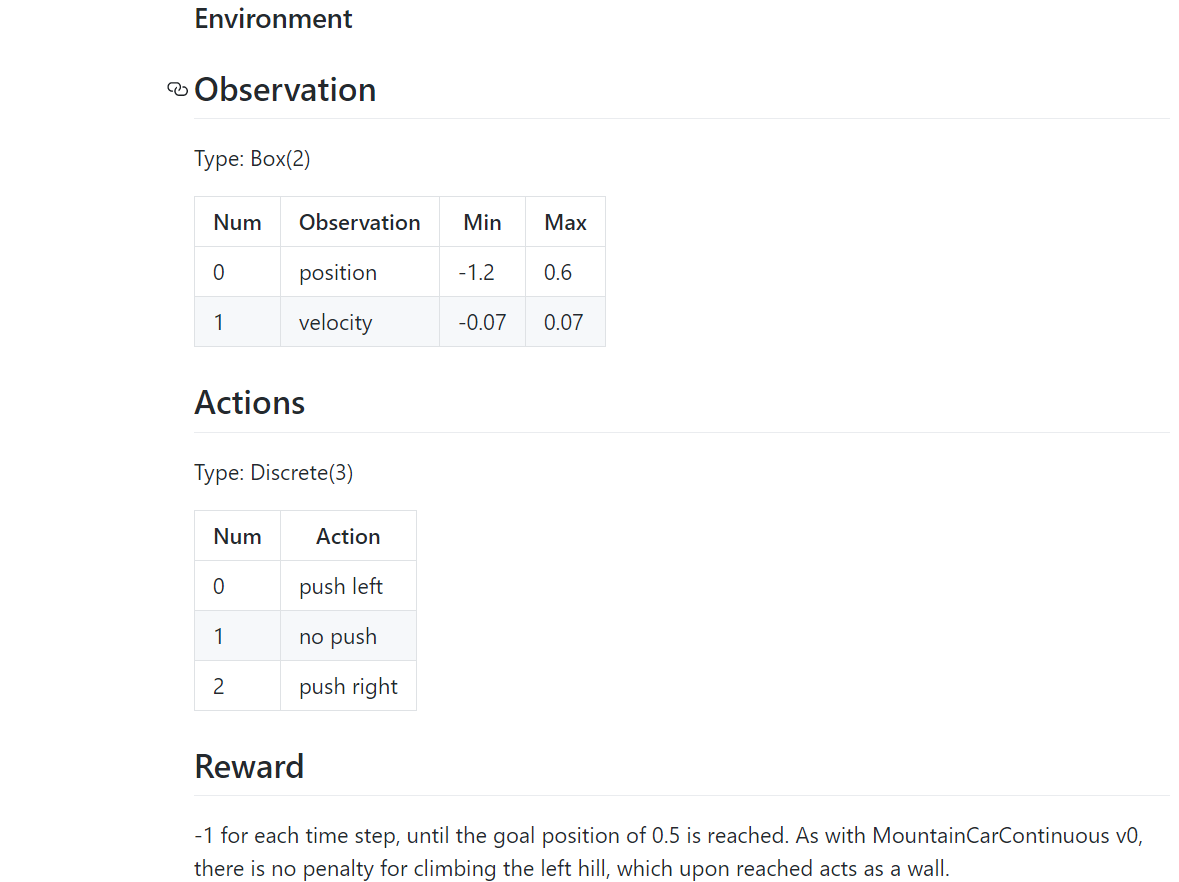 Environment
Observation
Type: Box(2)
Num Observation Min Max
0 position -1.2 0.6
1 velocity -0.07 0.07
Actions
Type: Discrete(3)
Num Action
0 push left
1 no push
2 push right
Reward
-1 for each time step, until the goal position of 0.5 is reached. As with MountainCarContinuous v0,
there is no penalty for climbing the left hill, which upon reached acts as a wall.